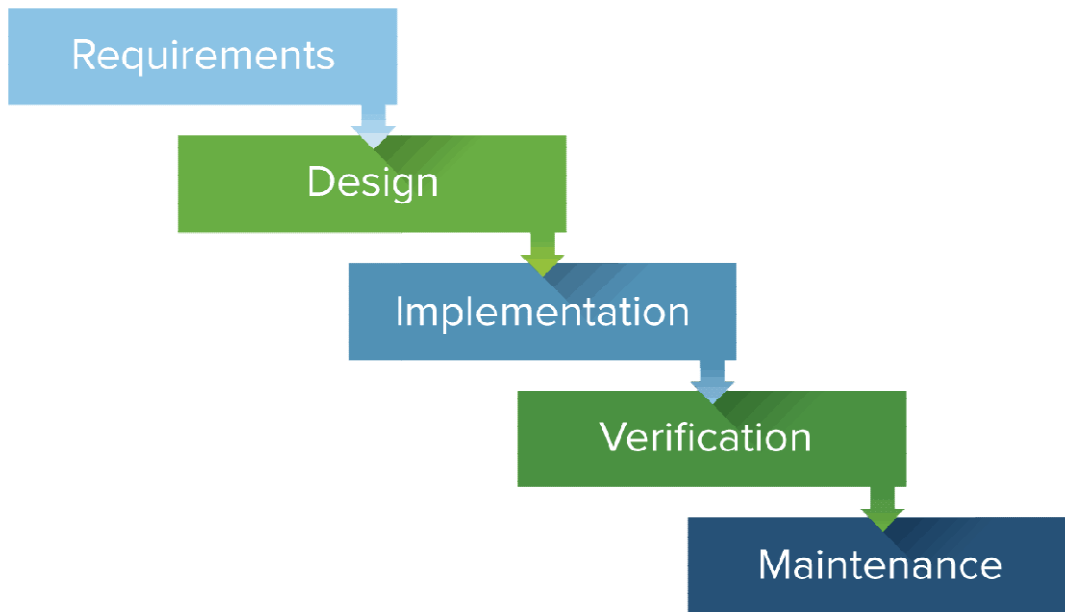 Requirements
Design
Implementation
Verification
Maintenance